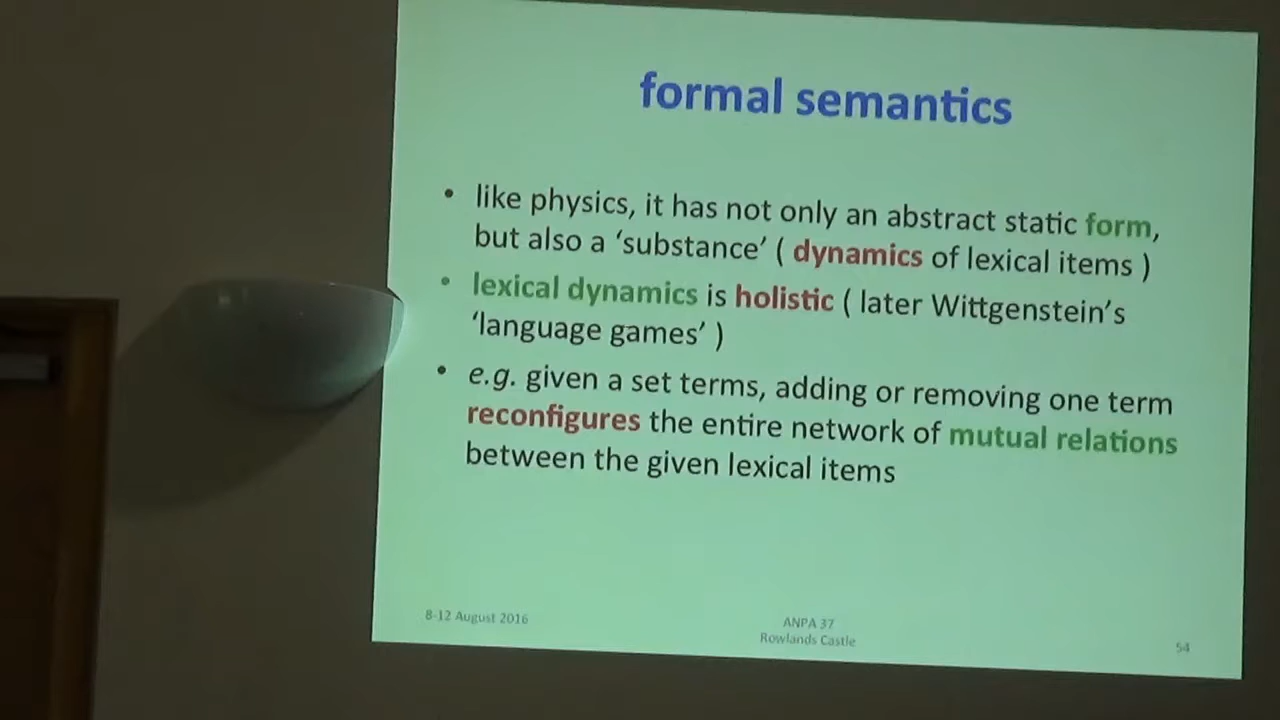 formal semantics
• like physics, it has not only an abstract static form,
but also a ‘substance’ ( dynamics of lexical items )
• lexical dynamics is holistic ( later Wittgenstein’s
‘language games’ )
• e.g. given a set terms, adding or removing one term
reconfigures the entire network of mutual relations
between the given lexical items
8-12 August 2016
ANPA 37
Rowlands Castle
54